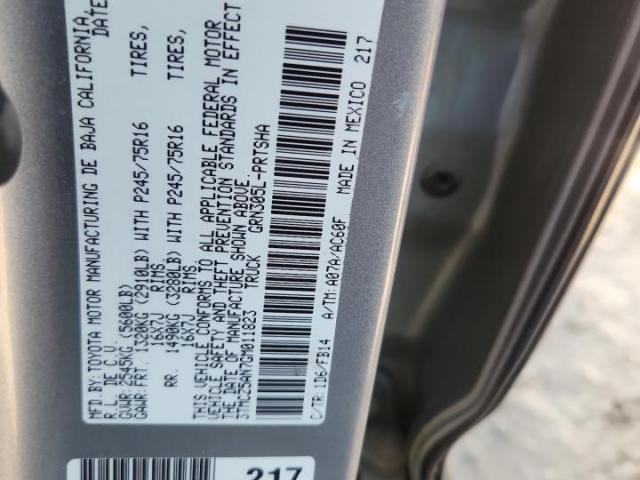 MFD.BY:TOYOTA MOTOR MANUFACTURING DE BAJA CALIFORNIA, DATE
R.L. DE C.V.
GVWR: 2545KG (5600LB)
GAWR: FRT. 1320KG (2910LB) WITH P245/75R16 TIRES,
16X7J RIMS
RR. 1490KG (3280LB) WITH P245/75R16 TIRES,
16X7J RIMS
THIS VEHICLE CONFORMS TO ALL APPLICABLE FEDERAL MOTOR
VEHICLE SAFETY AND THEFT PREVENTION STANDARDS IN EFFECT
THE DATE OF MANUFACTURE SHOWN ABOVE.
3TMCZ5AN7GM011823 TRUCK GRN305L-PRTSHA
C/TR:1D6/FB14 A/TM:A07A/AC60F MADE IN MEXICO 217
217